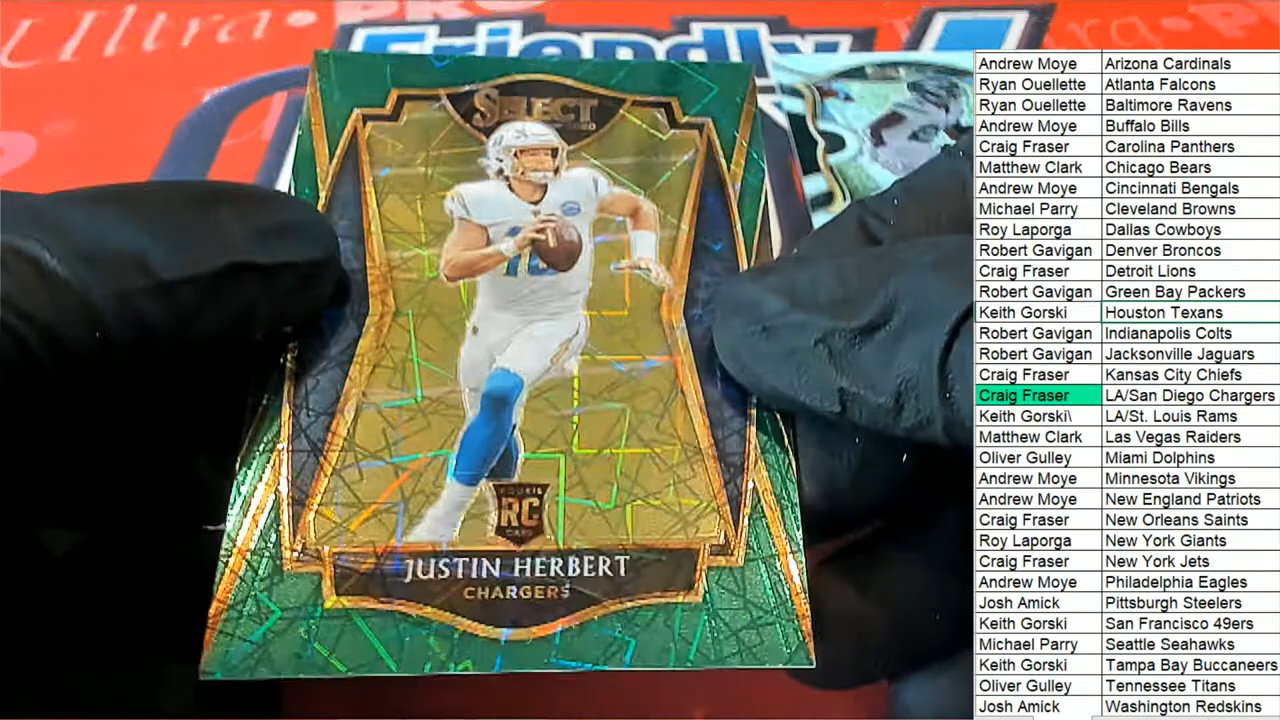 Ultra·PRO
Friendly
SELECT
ROOKIE
RC
CARD
JUSTIN HERBERT
CHARGERS
Andrew Moye Arizona Cardinals
Ryan Ouellette Atlanta Falcons
Ryan Ouellette Baltimore Ravens
Andrew Moye Buffalo Bills
Craig Fraser Carolina Panthers
Matthew Clark Chicago Bears
Andrew Moye Cincinnati Bengals
Michael Parry Cleveland Browns
Roy Laporga Dallas Cowboys
Robert Gavigan Denver Broncos
Craig Fraser Detroit Lions
Robert Gavigan Green Bay Packers
Keith Gorski Houston Texans
Robert Gavigan Indianapolis Colts
Robert Gavigan Jacksonville Jaguars
Craig Fraser Kansas City Chiefs
Craig Fraser LA/San Diego Chargers
Keith Gorski\ LA/St. Louis Rams
Matthew Clark Las Vegas Raiders
Oliver Gulley Miami Dolphins
Andrew Moye Minnesota Vikings
Andrew Moye New England Patriots
Craig Fraser New Orleans Saints
Roy Laporga New York Giants
Craig Fraser New York Jets
Andrew Moye Philadelphia Eagles
Josh Amick Pittsburgh Steelers
Keith Gorski San Francisco 49ers
Michael Parry Seattle Seahawks
Keith Gorski Tampa Bay Buccaneers
Oliver Gulley Tennessee Titans
Josh Amick Washington Redskins